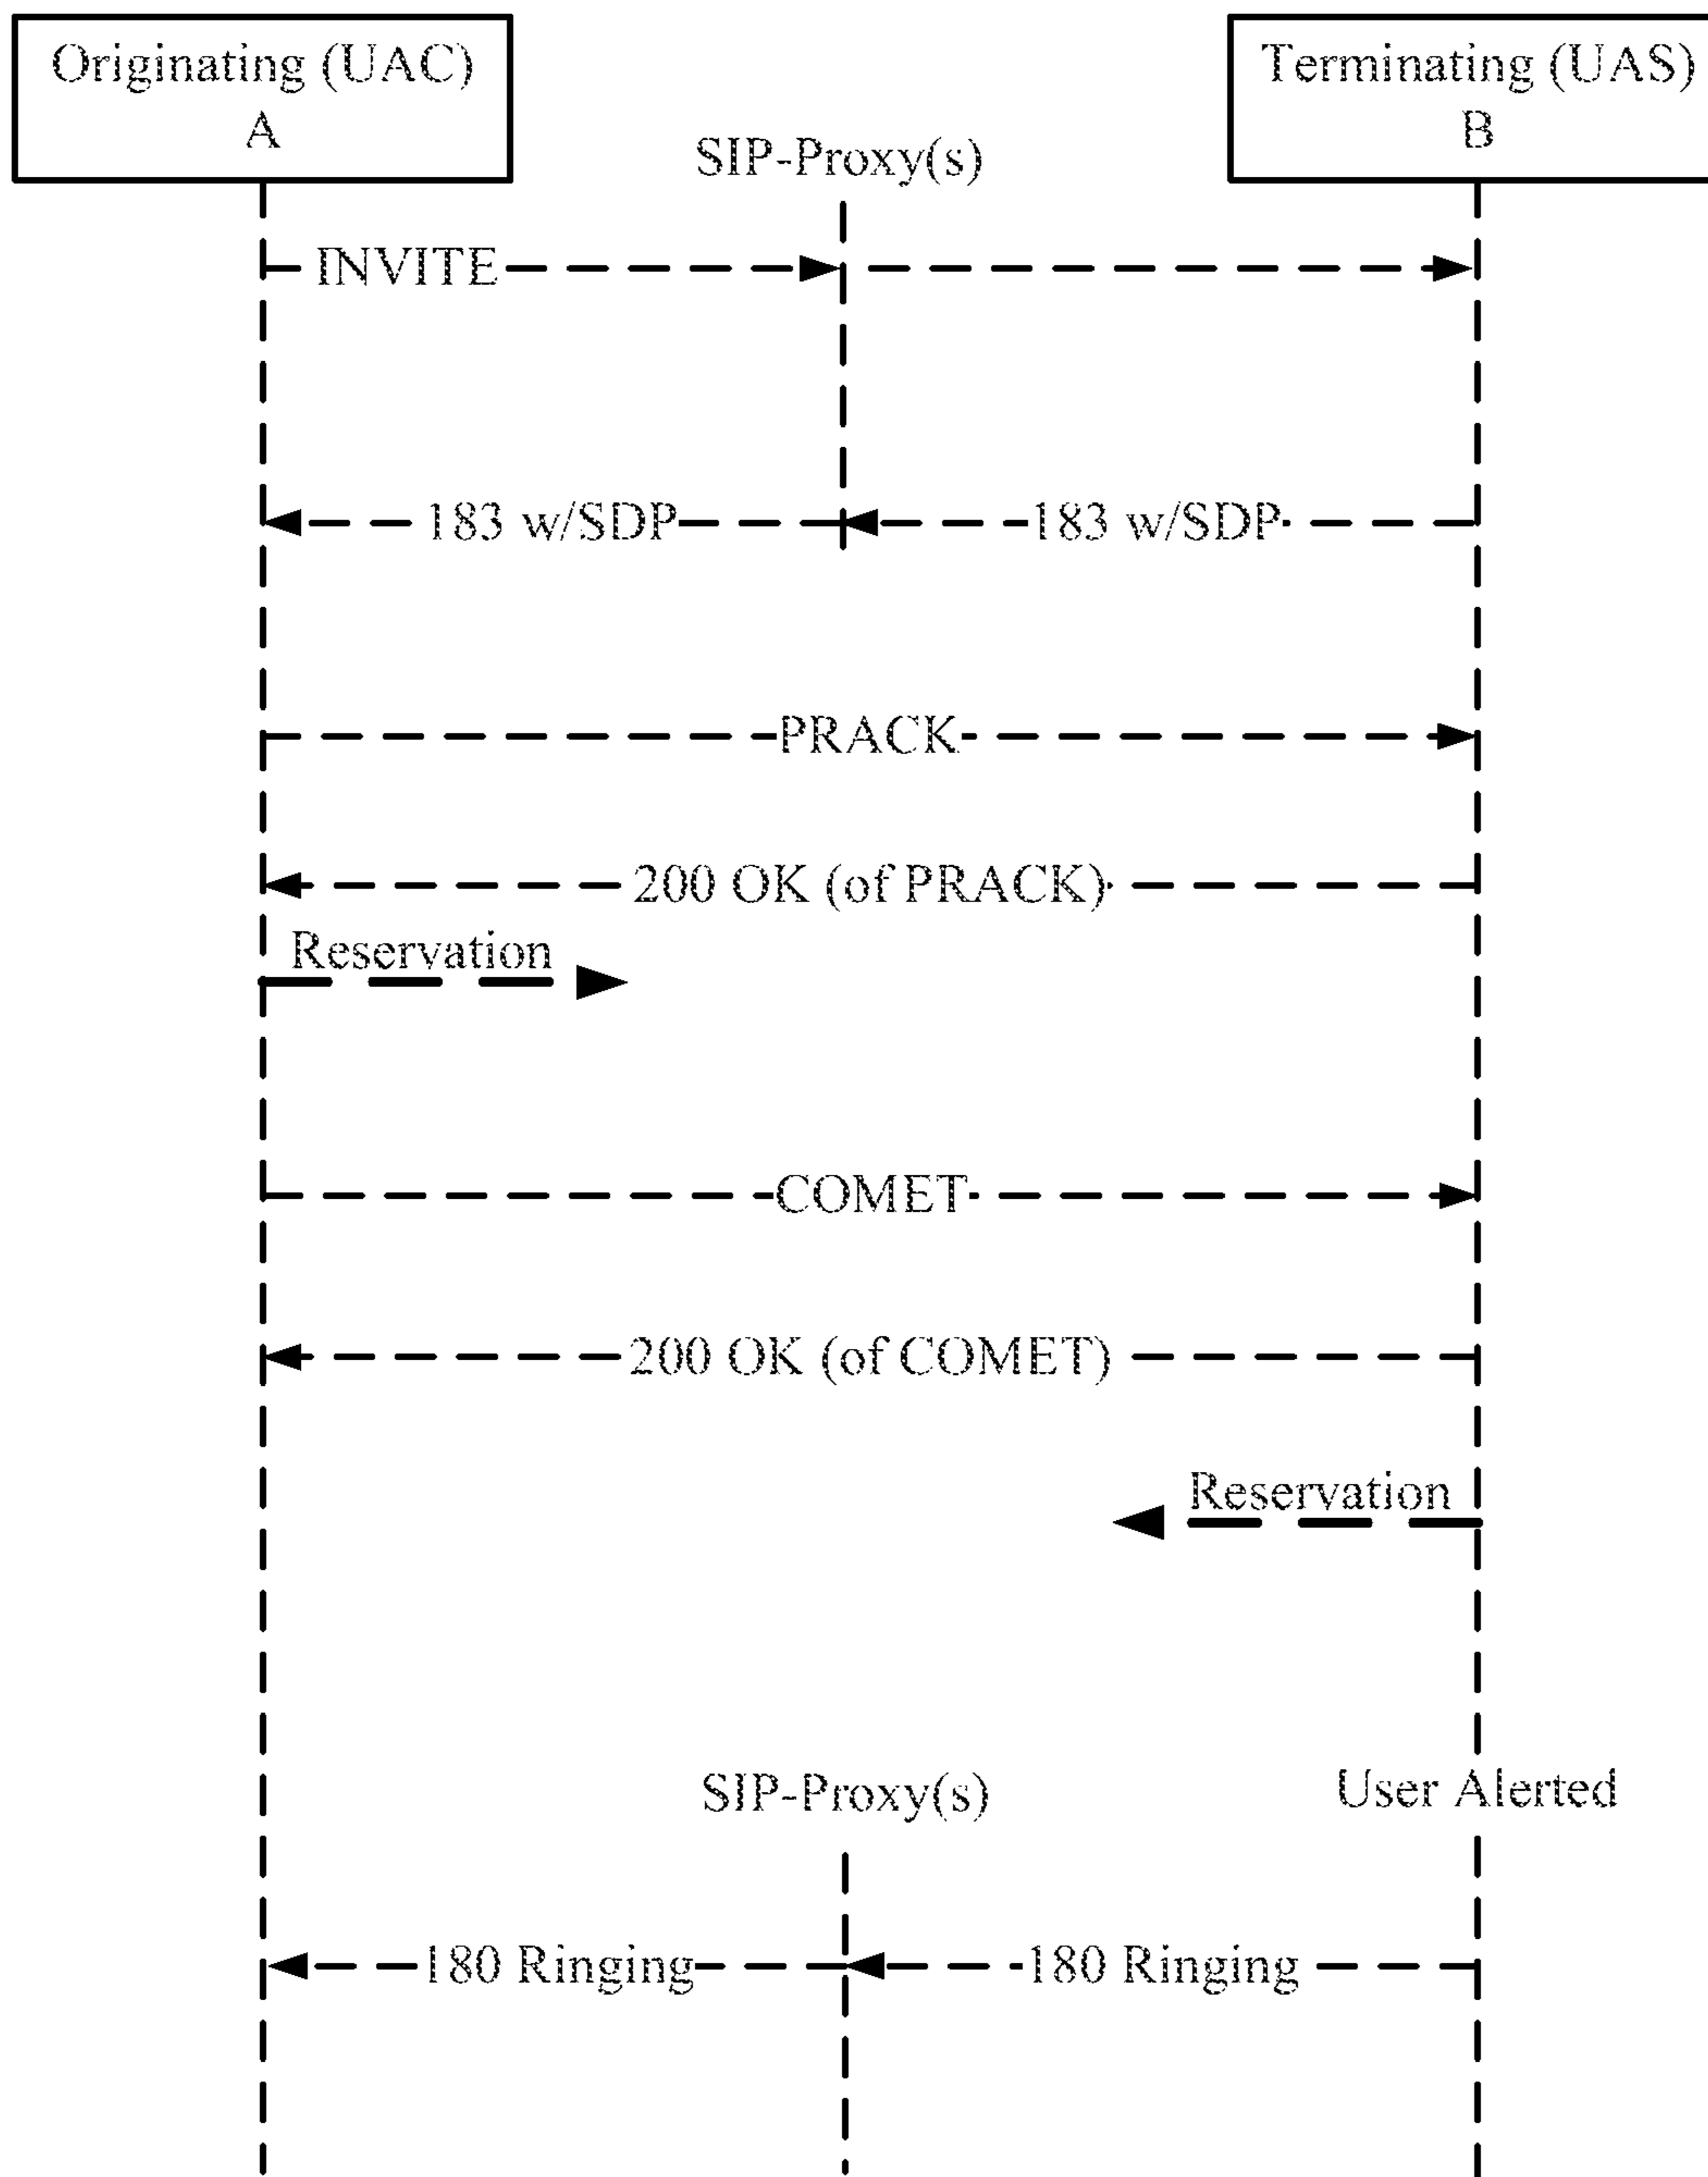 Originating (UAC)
A
Terminating (UAS)
B
SIP-Proxy(s)
INVITE
183 w/SDP
183 w/SDP
PRACK
200 OK (of PRACK)
Reservation
COMET
200 OK (of COMET)
Reservation
SIP-Proxy(s)
User Alerted
180 Ringing
180 Ringing